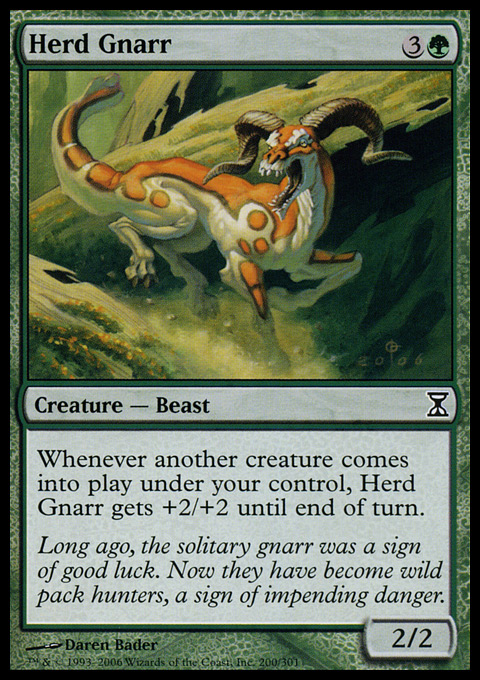 Herd Gnarr
3
2006
Creature — Beast
Whenever another creature comes
into play under your control, Herd
Gnarr gets +2/+2 until end of turn.
Long ago, the solitary gnarr was a sign
of good luck. Now they have become wild
pack hunters, a sign of impending danger.
Daren Bader
2/2
™ & © 1993–2006 Wizards of the Coast, Inc. 200/301